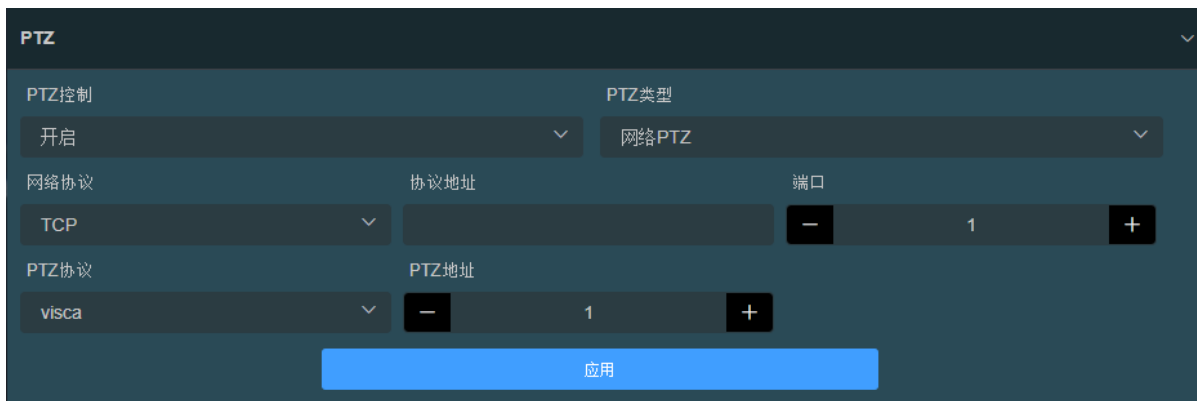 PTZ
PTZ控制 PTZ类型
开启 网络PTZ
网络协议 协议地址 端口
TCP − 1 +
PTZ协议 PTZ地址
visca − 1 +
应用